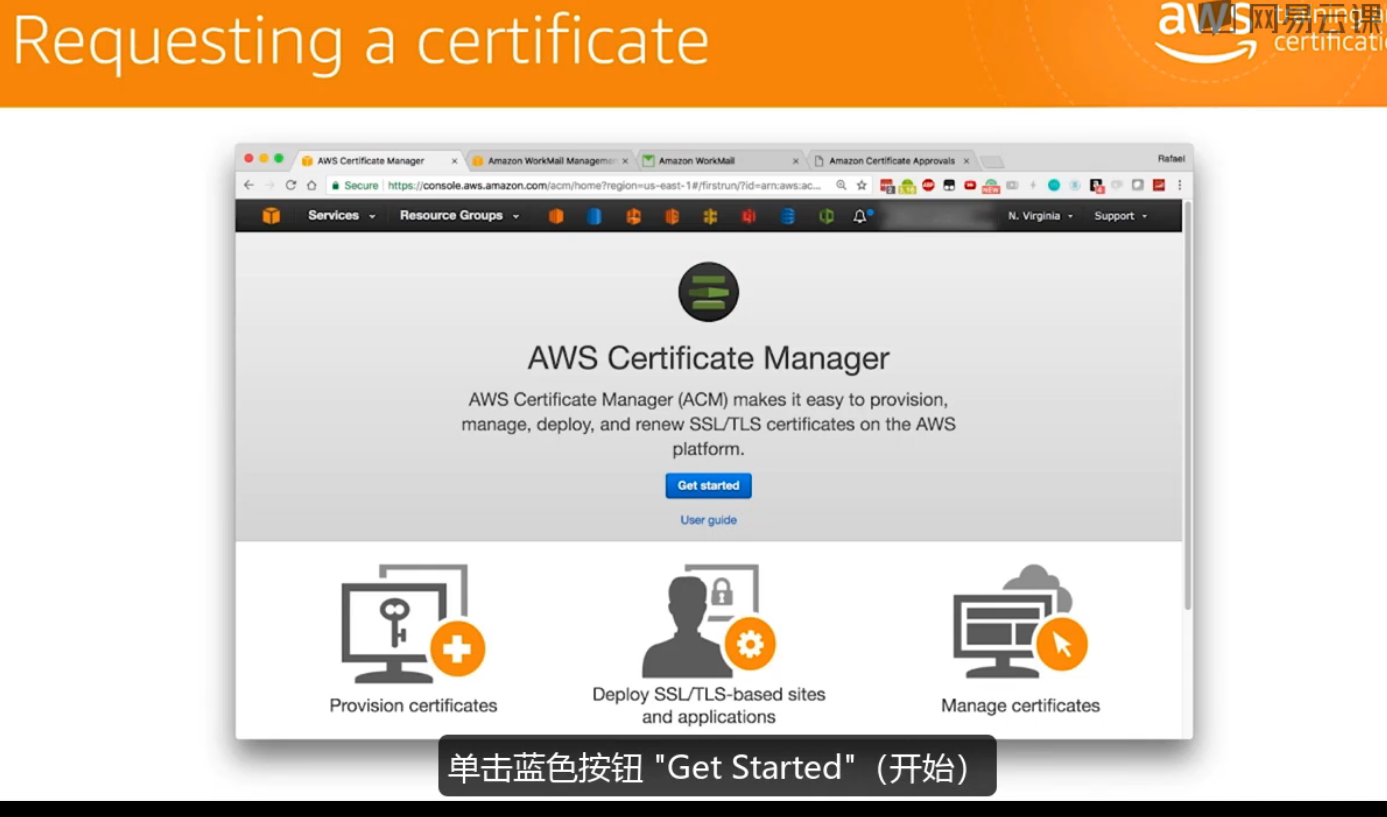 Requesting a certificate
aws training and
certificati
网易云课
AWS Certificate Manager
Amazon WorkMail Managemen
Amazon WorkMail
Amazon Certificate Approvals
Rafael
Secure
https://console.aws.amazon.com/acm/home?region=us-east-1#/firstrun/?id=arn:aws:ac...
Services
Resource Groups
N. Virginia
Support
AWS Certificate Manager
AWS Certificate Manager (ACM) makes it easy to provision,
manage, deploy, and renew SSL/TLS certificates on the AWS
platform.
Get started
User guide
Provision certificates
Deploy SSL/TLS-based sites
and applications
Manage certificates
单击蓝色按钮 "Get Started"（开始）